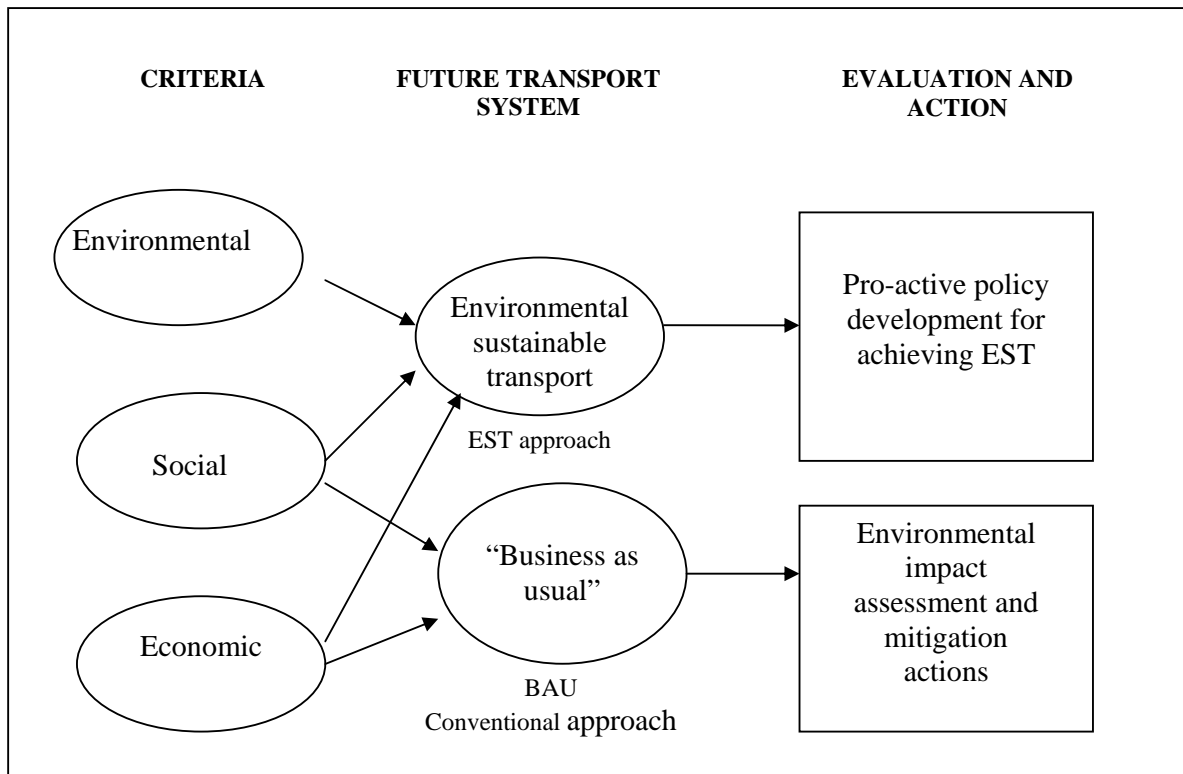 CRITERIA
FUTURE TRANSPORT
SYSTEM
EVALUATION AND
ACTION
Environmental
Social
Economic
Environmental
sustainable
transport
EST approach
“Business as
usual”
BAU
Conventional approach
Pro-active policy
development for
achieving EST
Environmental
impact
assessment and
mitigation
actions